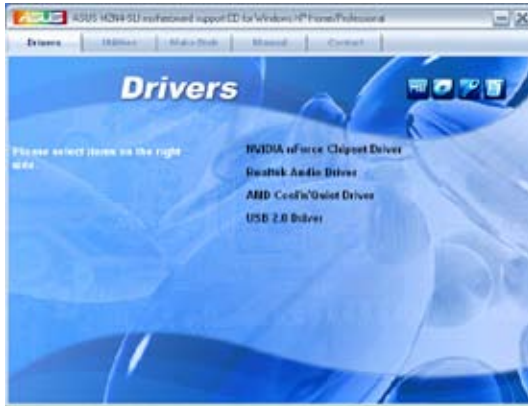 ASUS ASUS M2N4-SLI motherboard support CD for Windows XP Home/Professional
Drivers Utilities Make Disk Manual Contact
Drivers
Please select items on the right
side.
NVIDIA nForce Chipset Driver
Realtek Audio Driver
AMD Cool'n'Quiet Driver
USB 2.0 Driver